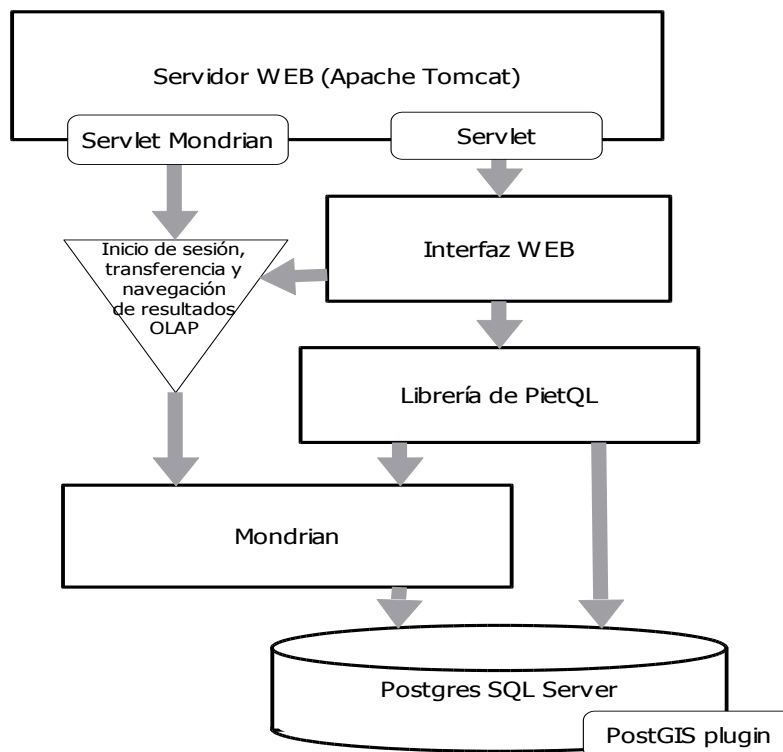 Servidor WEB (Apache Tomcat)
Servlet Mondrian
Servlet
Inicio de sesión,
transferencia y
navegación
de resultados
OLAP
Interfaz WEB
Librería de PietQL
Mondrian
Postgres SQL Server
PostGIS plugin